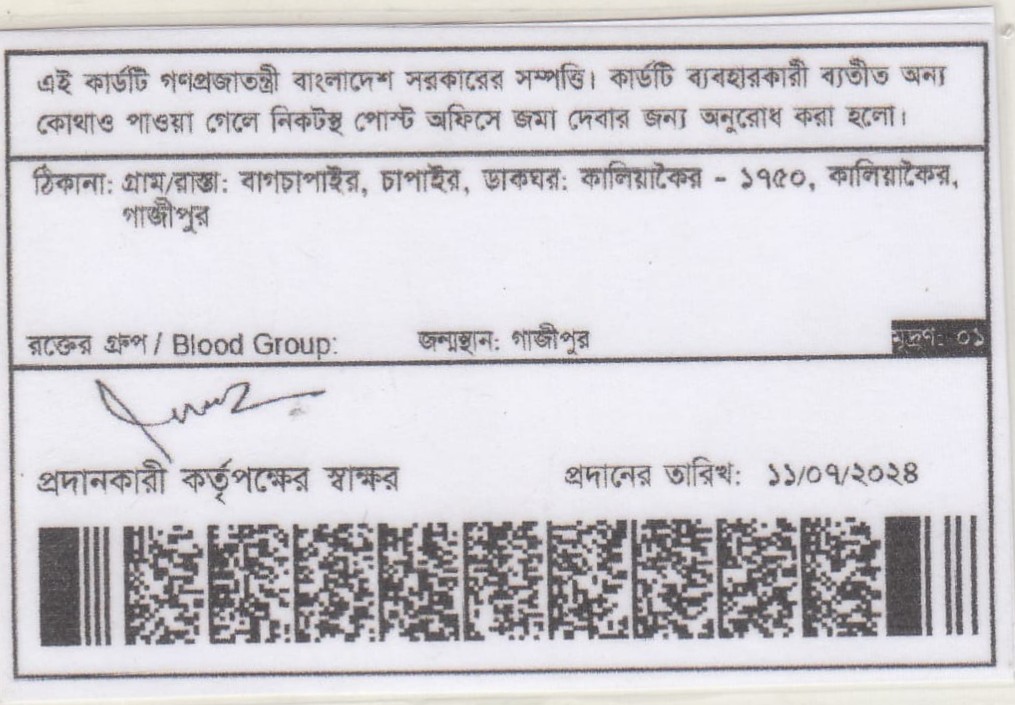 এই কার্ডটি গণপ্রজাতন্ত্রী বাংলাদেশ সরকারের সম্পত্তি। কার্ডটি ব্যবহারকারী ব্যতীত অন্য
কোথাও পাওয়া গেলে নিকটস্থ পোস্ট অফিসে জমা দেবার জন্য অনুরোধ করা হলো।
ঠিকানা: গ্রাম/রাস্তা: বাগচাপাইর, চাপাইর, ডাকঘর: কালিয়াকৈর - ১৭৫০, কালিয়াকৈর,
গাজীপুর
রক্তের গ্রুপ / Blood Group: জন্মস্থান: গাজীপুর মুদ্রণ: ০১
প্রদানকারী কর্তৃপক্ষের স্বাক্ষর প্রদানের তারিখ: ১১/০৭/২০২৪